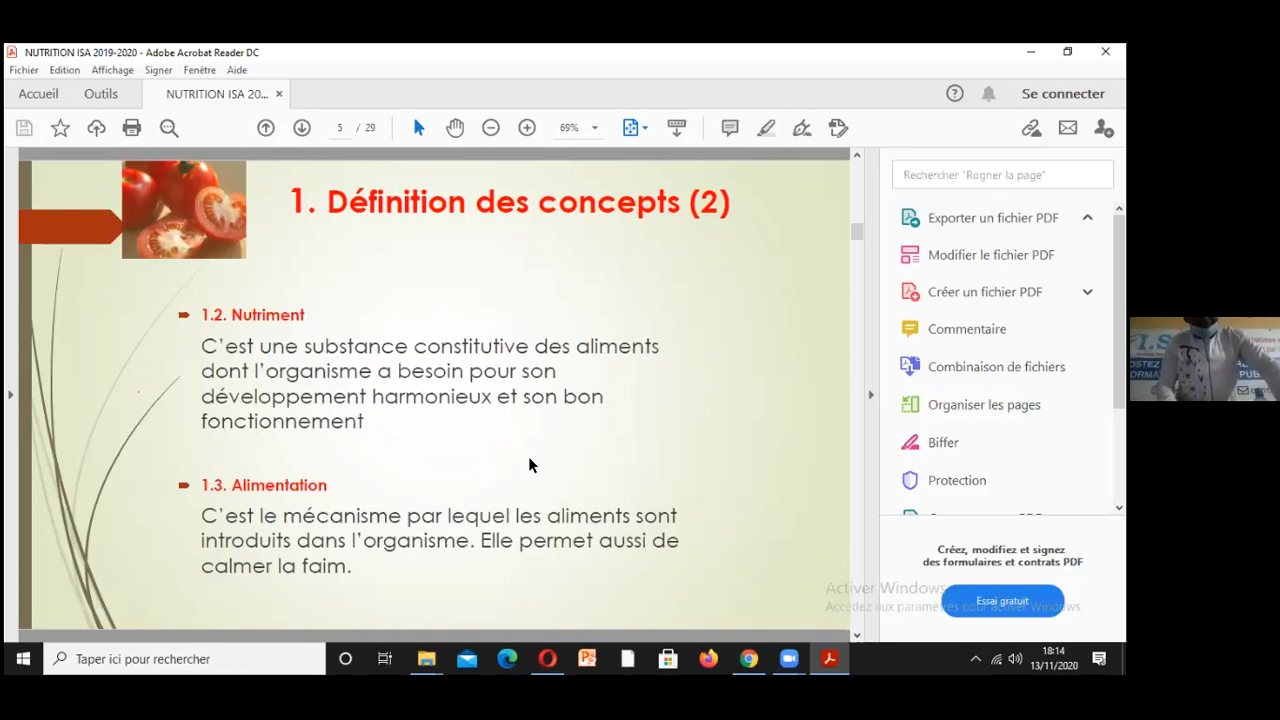 NUTRITION ISA 2019-2020 - Adobe Acrobat Reader DC
Fichier Edition Affichage Signer Fenêtre Aide
Accueil Outils NUTRITION ISA 20... × Se connecter
5 / 29 69%
1. Définition des concepts (2)
1.2. Nutriment
C'est une substance constitutive des aliments
dont l'organisme a besoin pour son
développement harmonieux et son bon
fonctionnement
1.3. Alimentation
C'est le mécanisme par lequel les aliments sont
introduits dans l'organisme. Elle permet aussi de
calmer la faim.
Rechercher "Rogner la page"
Exporter un fichier PDF
Modifier le fichier PDF
Créer un fichier PDF
Commentaire
Combinaison de fichiers
Organiser les pages
Biffer
Protection
Créez, modifiez et signez
des formulaires et contrats PDF
Essai gratuit
Activer Windows
Accédez aux paramètres pour activer Windows.
Taper ici pour rechercher
18:14
13/11/2020